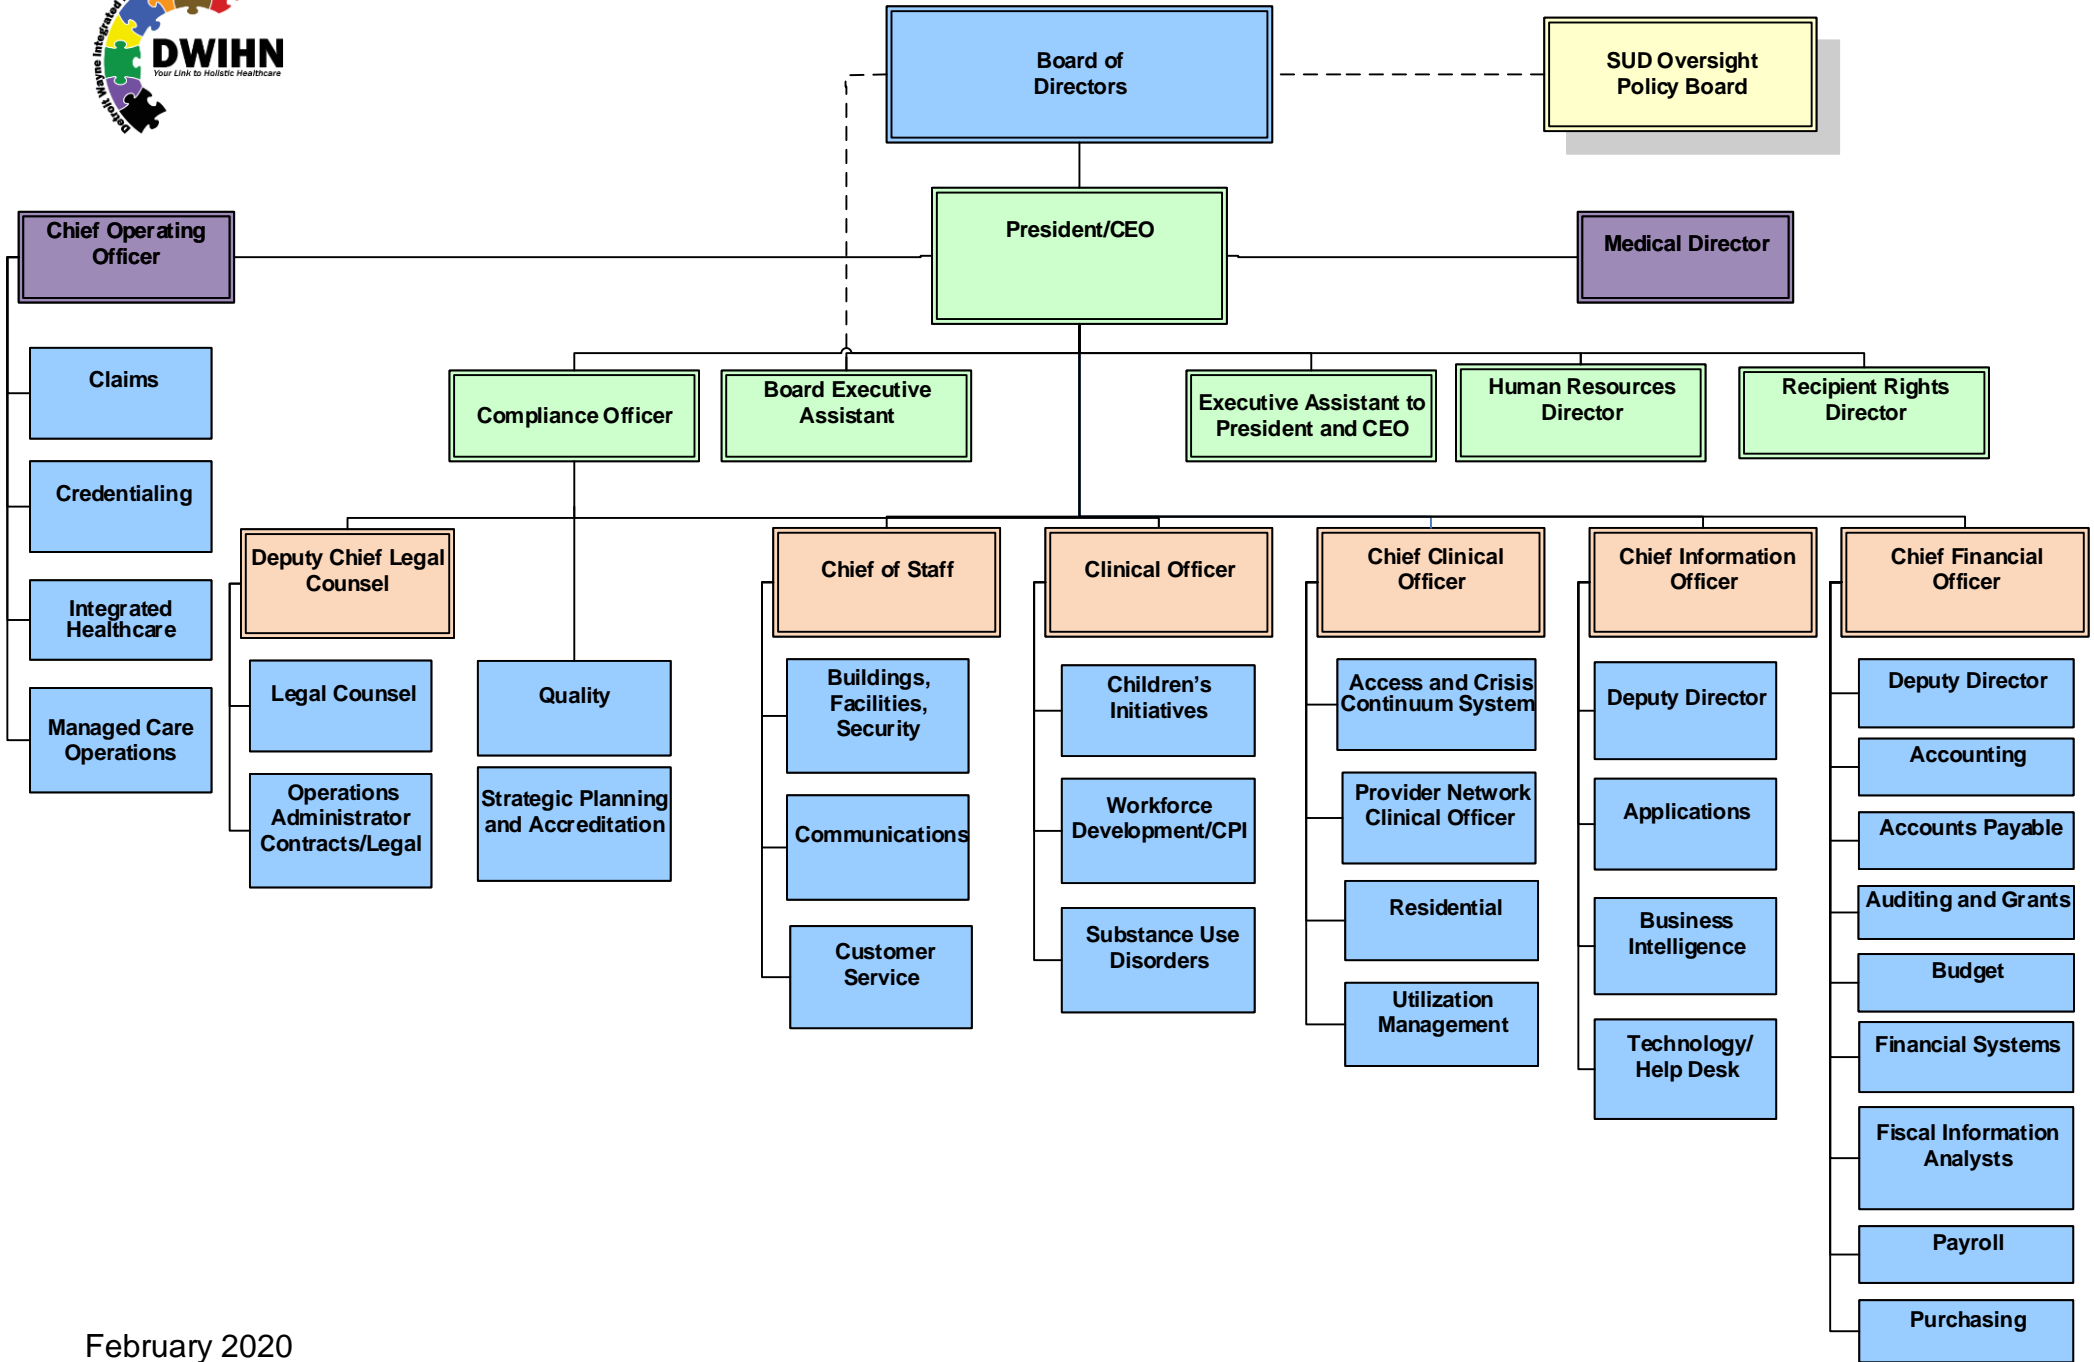 Detroit Wayne Integrated
DWIHN
Your Link to Holistic Healthcare
Board of
Directors
SUD Oversight
Policy Board
President/CEO
Chief Operating
Officer
Medical Director
Claims
Credentialing
Integrated
Healthcare
Managed Care
Operations
Compliance Officer
Board Executive
Assistant
Executive Assistant to
President and CEO
Human Resources
Director
Recipient Rights
Director
Deputy Chief Legal
Counsel
Legal Counsel
Operations
Administrator
Contracts/Legal
Quality
Strategic Planning
and Accreditation
Chief of Staff
Buildings,
Facilities,
Security
Communications
Customer
Service
Clinical Officer
Children's
Initiatives
Workforce
Development/CPI
Substance Use
Disorders
Chief Clinical
Officer
Access and Crisis
Continuum System
Provider Network
Clinical Officer
Residential
Utilization
Management
Chief Information
Officer
Deputy Director
Applications
Business
Intelligence
Technology/
Help Desk
Chief Financial
Officer
Deputy Director
Accounting
Accounts Payable
Auditing and Grants
Budget
Financial Systems
Fiscal Information
Analysts
Payroll
Purchasing
February 2020